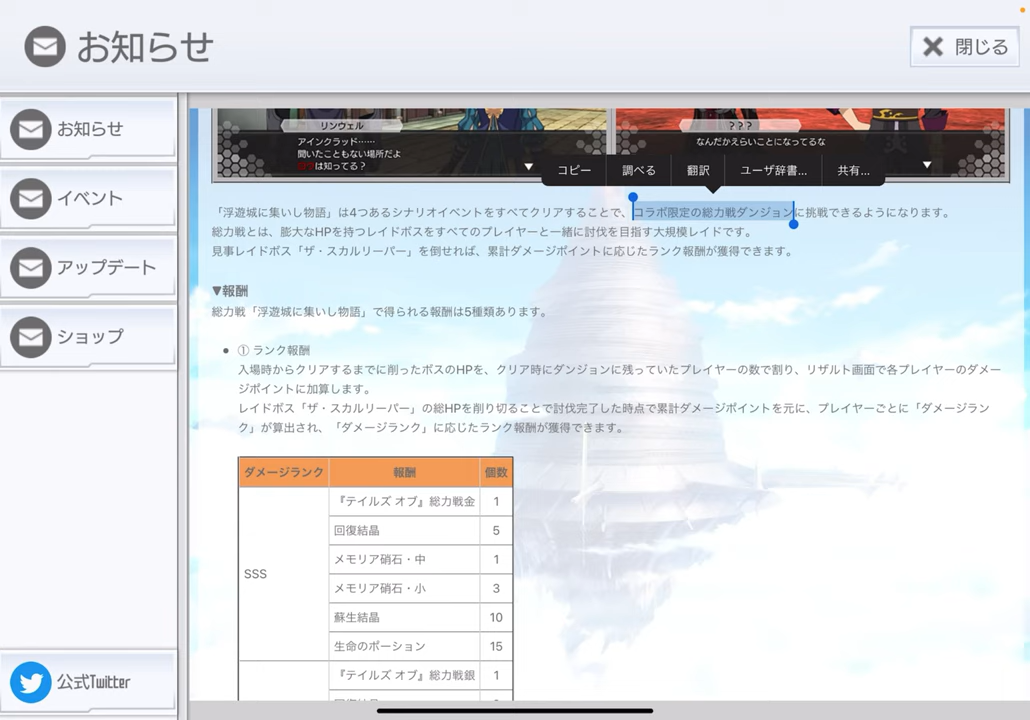 お知らせ
閉じる
お知らせ
イベント
アップデート
ショップ
公式Twitter
リンウェル
アインクラッド……
聞いたこともない場所だよ
は知ってる？
？？？
なんだかえらいことになってるな
コピー 調べる 翻訳 ユーザ辞書... 共有...
「浮遊城に集いし物語」は4つあるシナリオイベントをすべてクリアすることで、コラボ限定の総力戦ダンジョンに挑戦できるようになります。
総力戦とは、膨大なHPを持つレイドボスをすべてのプレイヤーと一緒に討伐を目指す大規模レイドです。
見事レイドボス「ザ・スカルリーパー」を倒せれば、累計ダメージポイントに応じたランク報酬が獲得できます。
▼報酬
総力戦「浮遊城に集いし物語」で得られる報酬は5種類あります。
• ① ランク報酬
入場時からクリアするまでに削ったボスのHPを、クリア時にダンジョンに残っていたプレイヤーの数で割り、リザルト画面で各プレイヤーのダメー
ジポイントに加算します。
レイドボス「ザ・スカルリーパー」の総HPを削り切ることで討伐完了した時点で累計ダメージポイントを元に、プレイヤーごとに「ダメージラン
ク」が算出され、「ダメージランク」に応じたランク報酬が獲得できます。
ダメージランク 報酬 個数
SSS
『テイルズ オブ』総力戦金 1
回復結晶 5
メモリア硝石・中 1
メモリア硝石・小 3
蘇生結晶 10
生命のポーション 15
『テイルズ オブ』総力戦銀 1